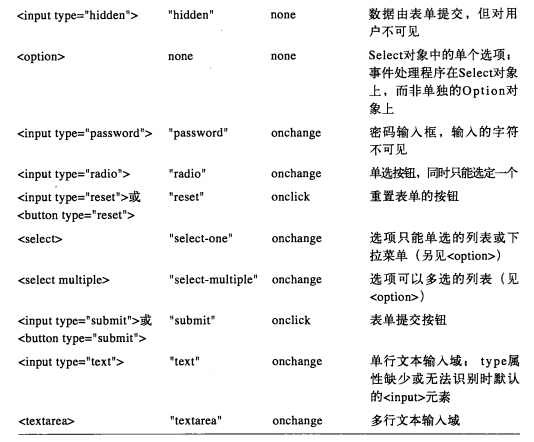 <input type="hidden"> "hidden" none 数据由表单提交，但对用
户不可见
<option> none none Select对象中的单个选项；
事件处理程序在Select对象
上，而非单独的Option对
象上
<input type="password"> "password" onchange 密码输入框，输入的字符
不可见
<input type="radio"> "radio" onchange 单选按钮，同时只能选定一个
<input type="reset">或 "reset" onclick 重置表单的按钮
<button type="reset">
<select> "select-one" onchange 选项只能单选的列表或下
拉菜单（另见<option>）
<select multiple> "select-multiple" onchange 选项可以多选的列表（见
<option>）
<input type="submit">或 "submit" onclick 表单提交按钮
<button type="submit">
<input type="text"> "text" onchange 单行文本输入域； type属
性缺少或无法识别时默认
的<input>元素
<textarea> "textarea" onchange 多行文本输入域